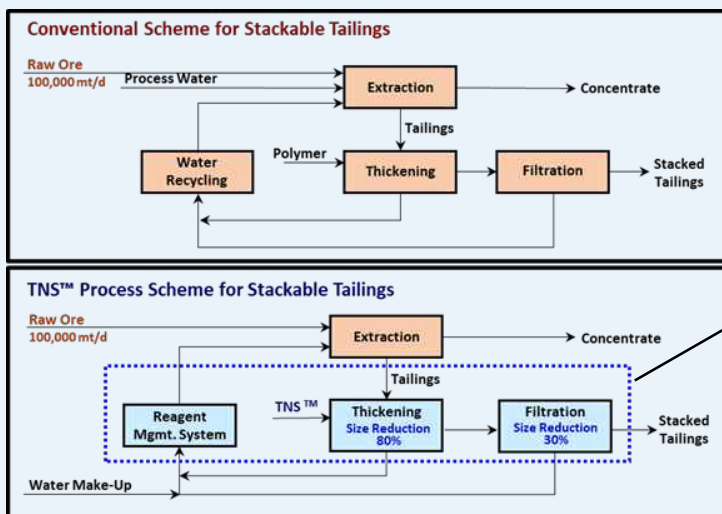 Conventional Scheme for Stackable Tailings
Raw Ore
100,000 mt/d
Process Water
Extraction
Concentrate
Tailings
Polymer
Water
Recycling
Thickening
Filtration
Stacked
Tailings
TNS™ Process Scheme for Stackable Tailings
Raw Ore
100,000 mt/d
Extraction
Concentrate
Tailings
Reagent
Mgmt. System
TNS ™
Thickening
Size Reduction
80%
Filtration
Size Reduction
30%
Stacked
Tailings
Water Make-Up